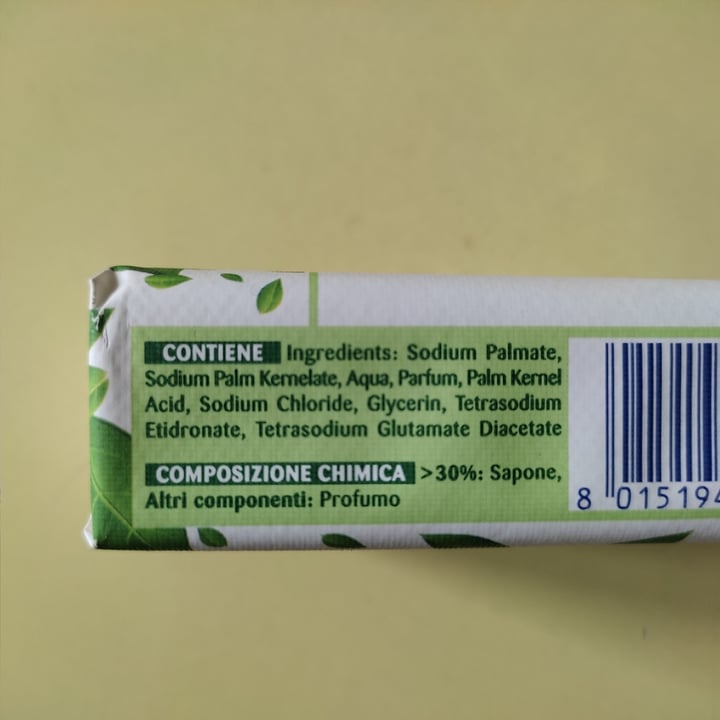 CONTIENE Ingredients: Sodium Palmate,
Sodium Palm Kernelate, Aqua, Parfum, Palm Kernel
Acid, Sodium Chloride, Glycerin, Tetrasodium
Etidronate, Tetrasodium Glutamate Diacetate
COMPOSIZIONE CHIMICA >30%: Sapone,
Altri componenti: Profumo
8 015194